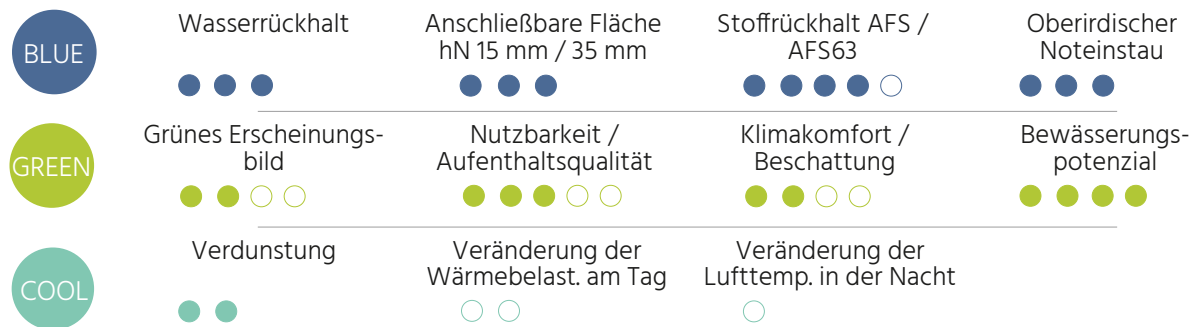 BLUE
Wasserrückhalt
Anschließbare Fläche
hN 15 mm / 35 mm
Stoffrückhalt AFS /
AFS63
Oberirdischer
Noteinstau
GREEN
Grünes Erscheinungs-
bild
Nutzbarkeit /
Aufenthaltsqualität
Klimakomfort /
Beschattung
Bewässerungs-
potenzial
COOL
Verdunstung
Veränderung der
Wärmebelast. am Tag
Veränderung der
Lufttemp. in der Nacht